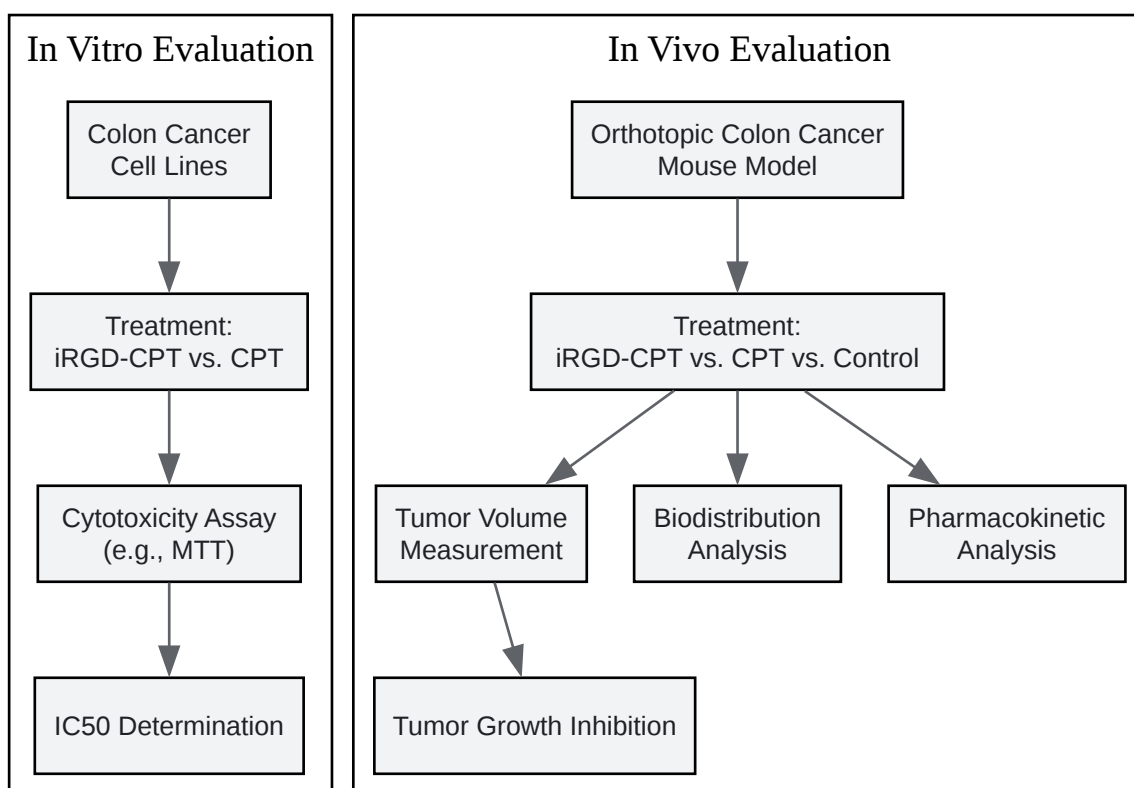 In Vitro Evaluation
Colon Cancer
Cell Lines
Treatment:
iRGD-CPT vs. CPT
Cytotoxicity Assay
(e.g., MTT)
IC50 Determination
In Vivo Evaluation
Orthotopic Colon Cancer
Mouse Model
Treatment:
iRGD-CPT vs. CPT vs. Control
Tumor Volume
Measurement
Biodistribution
Analysis
Pharmacokinetic
Analysis
Tumor Growth Inhibition